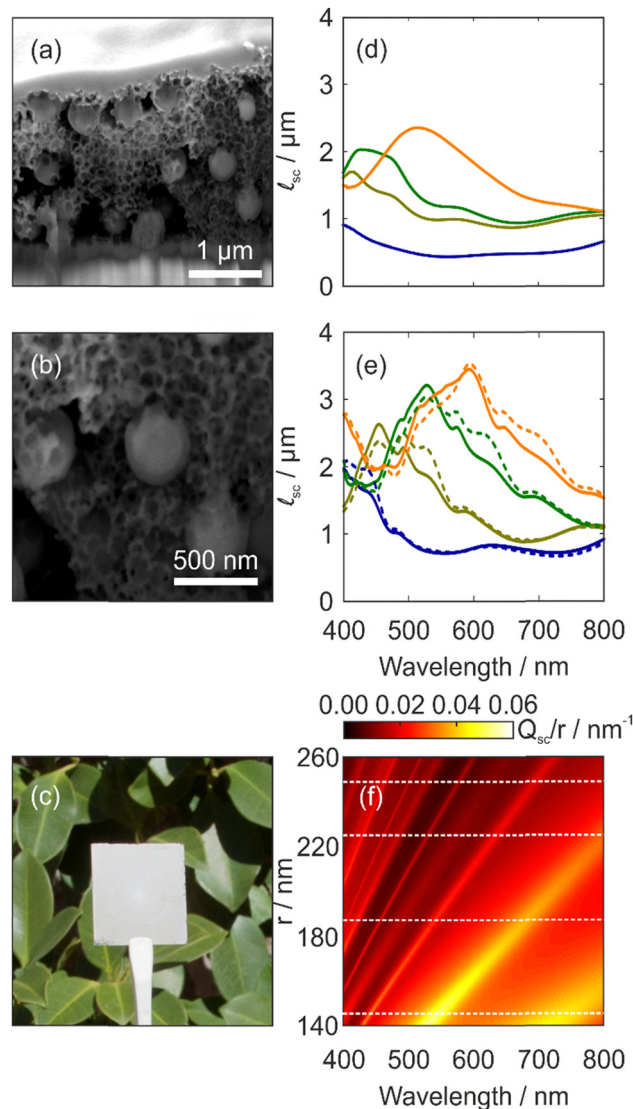 (a)
1 μm
(d)
4
3
2
1
0
ℓsc / μm
(b)
500 nm
(e)
4
3
2
1
0
ℓsc / μm
400 500 600 700 800
Wavelength / nm
0.00 0.02 0.04 0.06
Qsc/r / nm⁻¹
(c)
(f)
260
220
180
140
r / nm
400 500 600 700 800
Wavelength / nm